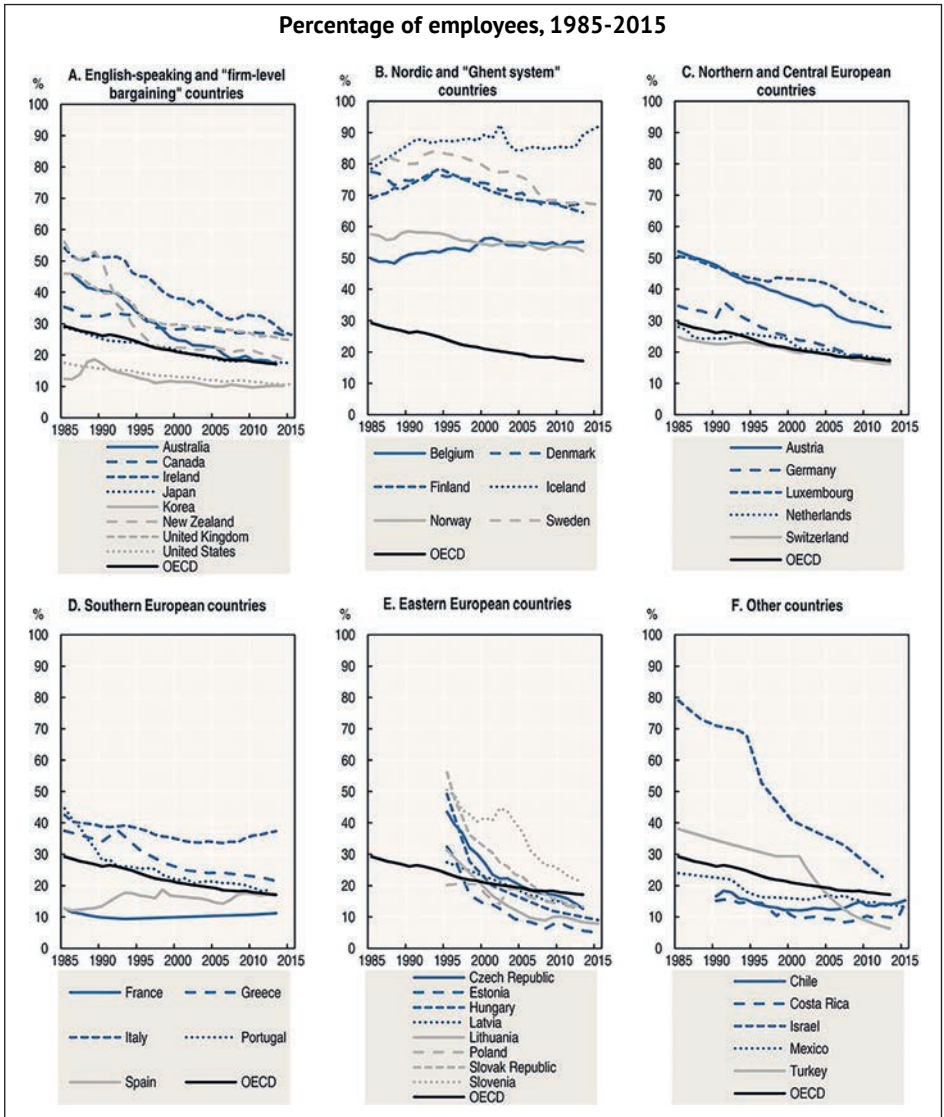 Percentage of employees, 1985-2015
A. English-speaking and "firm-level
bargaining" countries
%
100
90
80
70
60
50
40
30
20
10
0
1985 1990 1995 2000 2005 2010 2015
Australia
Canada
Ireland
Japan
Korea
New Zealand
United Kingdom
United States
OECD
B. Nordic and "Ghent system"
countries
%
100
90
80
70
60
50
40
30
20
10
0
1985 1990 1995 2000 2005 2010 2015
Belgium Denmark
Finland Iceland
Norway Sweden
OECD
C. Northern and Central European
countries
%
100
90
80
70
60
50
40
30
20
10
0
1985 1990 1995 2000 2005 2010 2015
Austria
Germany
Luxembourg
Netherlands
Switzerland
OECD
D. Southern European countries
%
100
90
80
70
60
50
40
30
20
10
0
1985 1990 1995 2000 2005 2010 2015
France Greece
Italy Portugal
Spain OECD
E. Eastern European countries
%
100
90
80
70
60
50
40
30
20
10
0
1985 1990 1995 2000 2005 2010 2015
Czech Republic
Estonia
Hungary
Latvia
Lithuania
Poland
Slovak Republic
Slovenia
OECD
F. Other countries
%
100
90
80
70
60
50
40
30
20
10
0
1985 1990 1995 2000 2005 2010 2015
Chile
Costa Rica
Israel
Mexico
Turkey
OECD